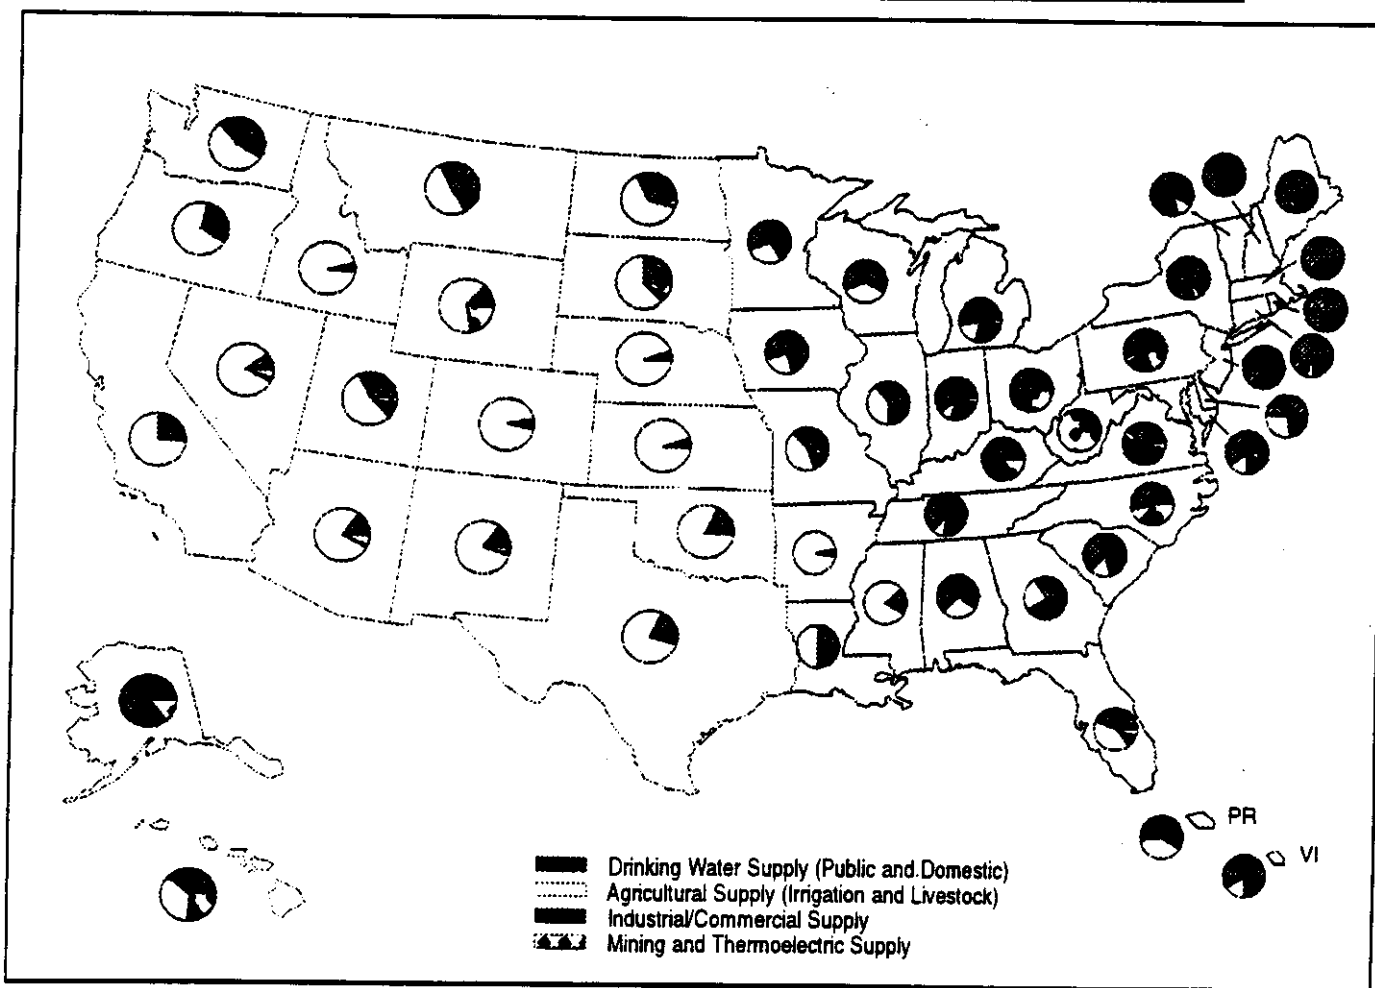 PR
VI
Drinking Water Supply (Public and Domestic)
Agricultural Supply (Irrigation and Livestock)
Industrial/Commercial Supply
Mining and Thermoelectric Supply